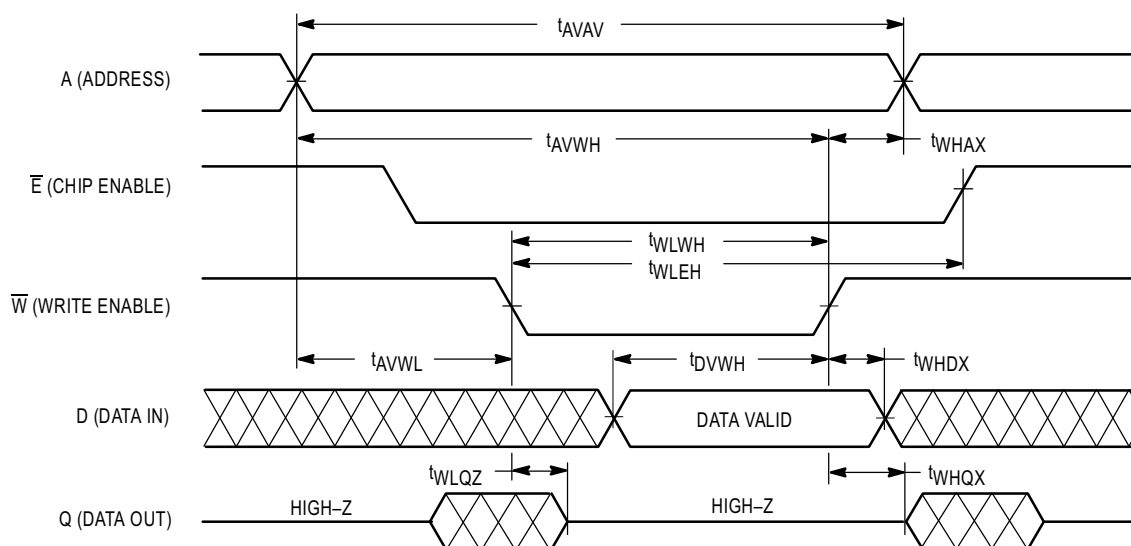 tAVAV
A (ADDRESS)
tAVWH
tWHAX
E (CHIP ENABLE)
tWLWH
tWLEH
W (WRITE ENABLE)
tAVWL
tDVWH
tWHDX
D (DATA IN)
DATA VALID
tWLQZ
tWHQX
Q (DATA OUT)
HIGH–Z
HIGH–Z